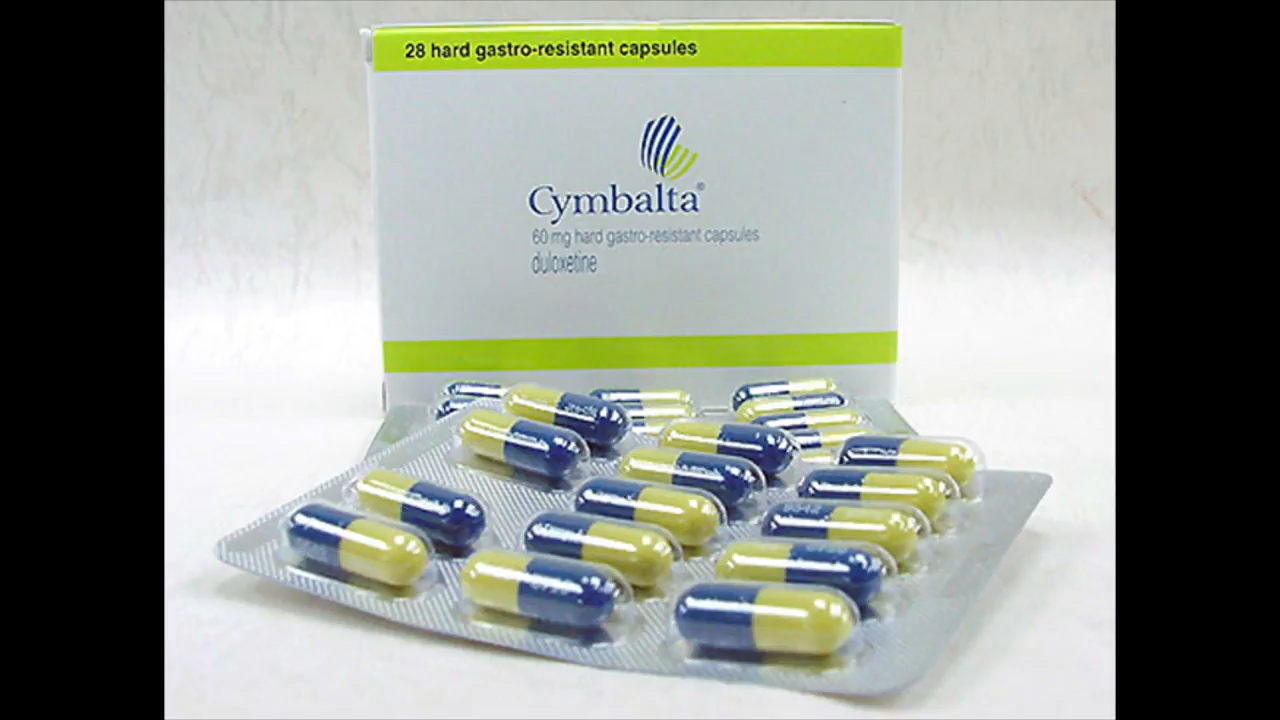 28 hard gastro-resistant capsules
Cymbalta®
60 mg hard gastro-resistant capsules
duloxetine